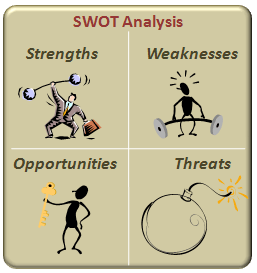 SWOT Analysis
Strengths
Weaknesses
Opportunities
Threats